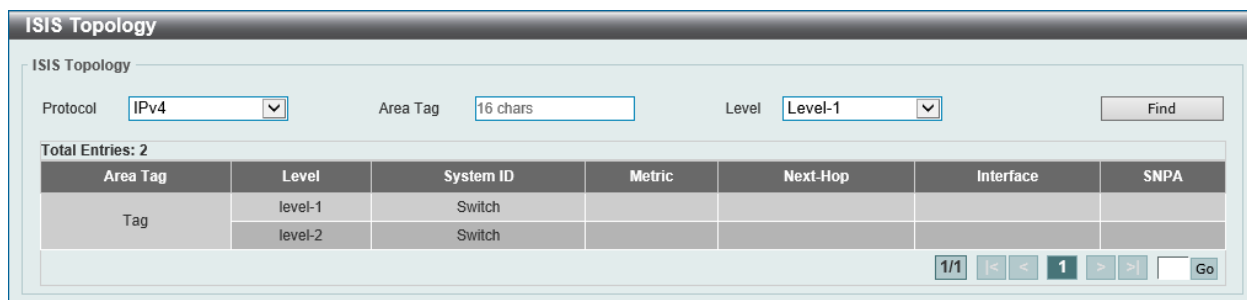 ISIS Topology
ISIS Topology
Protocol IPv4 Area Tag 16 chars Level Level-1 Find
Total Entries: 2
Area Tag Level System ID Metric Next-Hop Interface SNPA
Tag
level-1 Switch
level-2 Switch
1/1 |< < 1 > >| Go